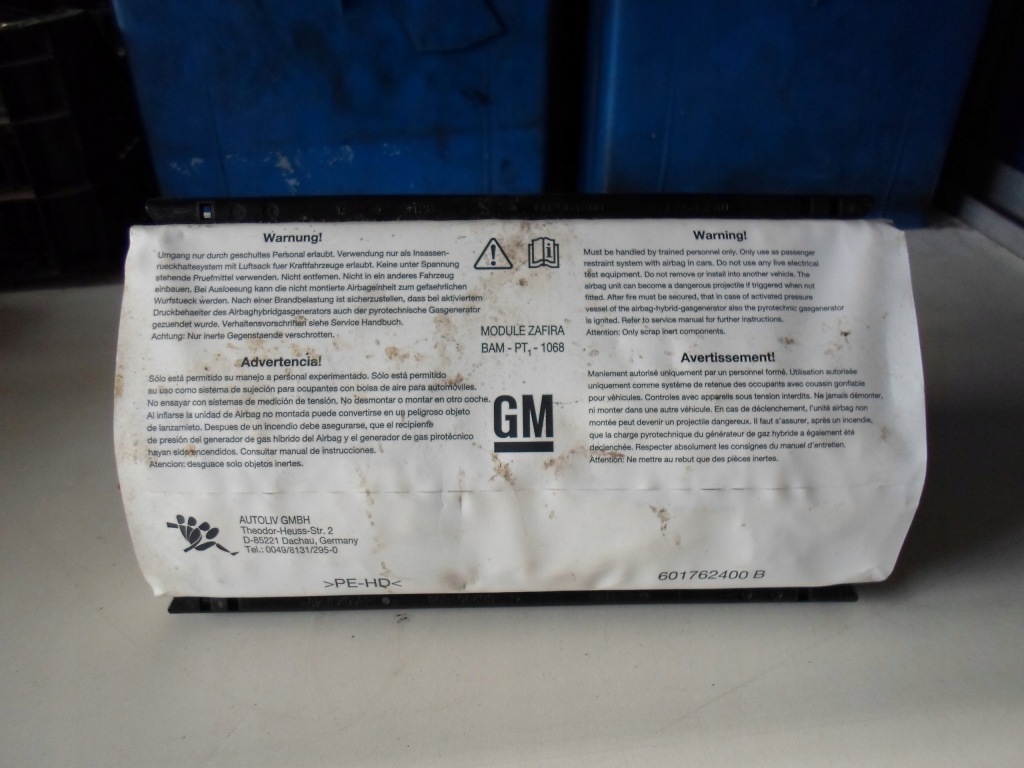 Warnung!
Umgang nur durch geschultes Personal erlaubt. Verwendung nur als Insassen-
rueckhaltesystem mit Luftsack fuer Kraftfahrzeuge erlaubt. Keine unter Spannung
stehende Pruefmittel verwenden. Nicht entfernen. Nicht in ein anderes Fahrzeug
einbauen. Bei Ausloesung kann die nicht montierte Airbageinheit zum gefaehrlichen
Wurfstueck werden. Nach einer Brandbelastung ist sicherzustellen, dass bei aktiviertem
Druckbehaelter des Airbaghybridgasgenerators auch der pyrotechnische Gasgenerator
gezuendet wurde. Verhaltensvorschriften siehe Service Handbuch.
Achtung: Nur inerte Gegenstaende verschrotten.
Advertencia!
Sólo está permitido su manejo a personal experimentado. Sólo está permitido
su uso como sistema de sujeción para ocupantes con bolsa de aire para automóviles.
No ensayar con sistemas de medición de tensión. No desmontar o montar en otro coche.
Al inflarse la unidad de Airbag no montada puede convertirse en un peligroso objeto
de lanzamieto. Despues de un incendio debe asegurarse, que el recipiente
de presión del generador de gas híbrido del Airbag y el generador de gas pirotécnico
hayan sido encendidos. Consultar manual de instrucciones.
Atencion: desguace solo objetos inertes.
MODULE ZAFIRA
BAM - PT1 - 1068
GM
Warning!
Must be handled by trained personnel only. Only use as passenger
restraint system with airbag in cars. Do not use any live electrical
test equipment. Do not remove or install into another vehicle. The
airbag unit can become a dangerous projectile if triggered when not
fitted. After fire must be secured, that in case of activated pressure
vessel of the airbag-hybrid-gasgenerator also the pyrotechnic gasgenerator
is ignited. Refer to service manual for further instructions.
Attention: Only scrap inert components.
Avertissement!
Maniement autorisé uniquement par un personnel formé. Utilisation autorisée
uniquement comme système de retenue des occupants avec coussin gonflable
pour véhicules. Controles avec appareils sous tension interdits. Ne jamais démonter,
ni monter dans une autre véhicule. En cas de déclenchement, l'unité airbag non
montée peut devenir un projectile dangereux. Il faut s'assurer, après un incendie,
que la charge pyrotechnique du générateur de gaz hybride a également été
déclenchée. Respecter absolument les consignes du manuel d'entretien.
Attention: Ne mettre au rebut que des pièces inertes.
AUTOLIV GMBH
Theodor-Heuss-Str. 2
D-85221 Dachau, Germany
Tel.: 0049/8131/295-0
>PE-HD<
601762400 B